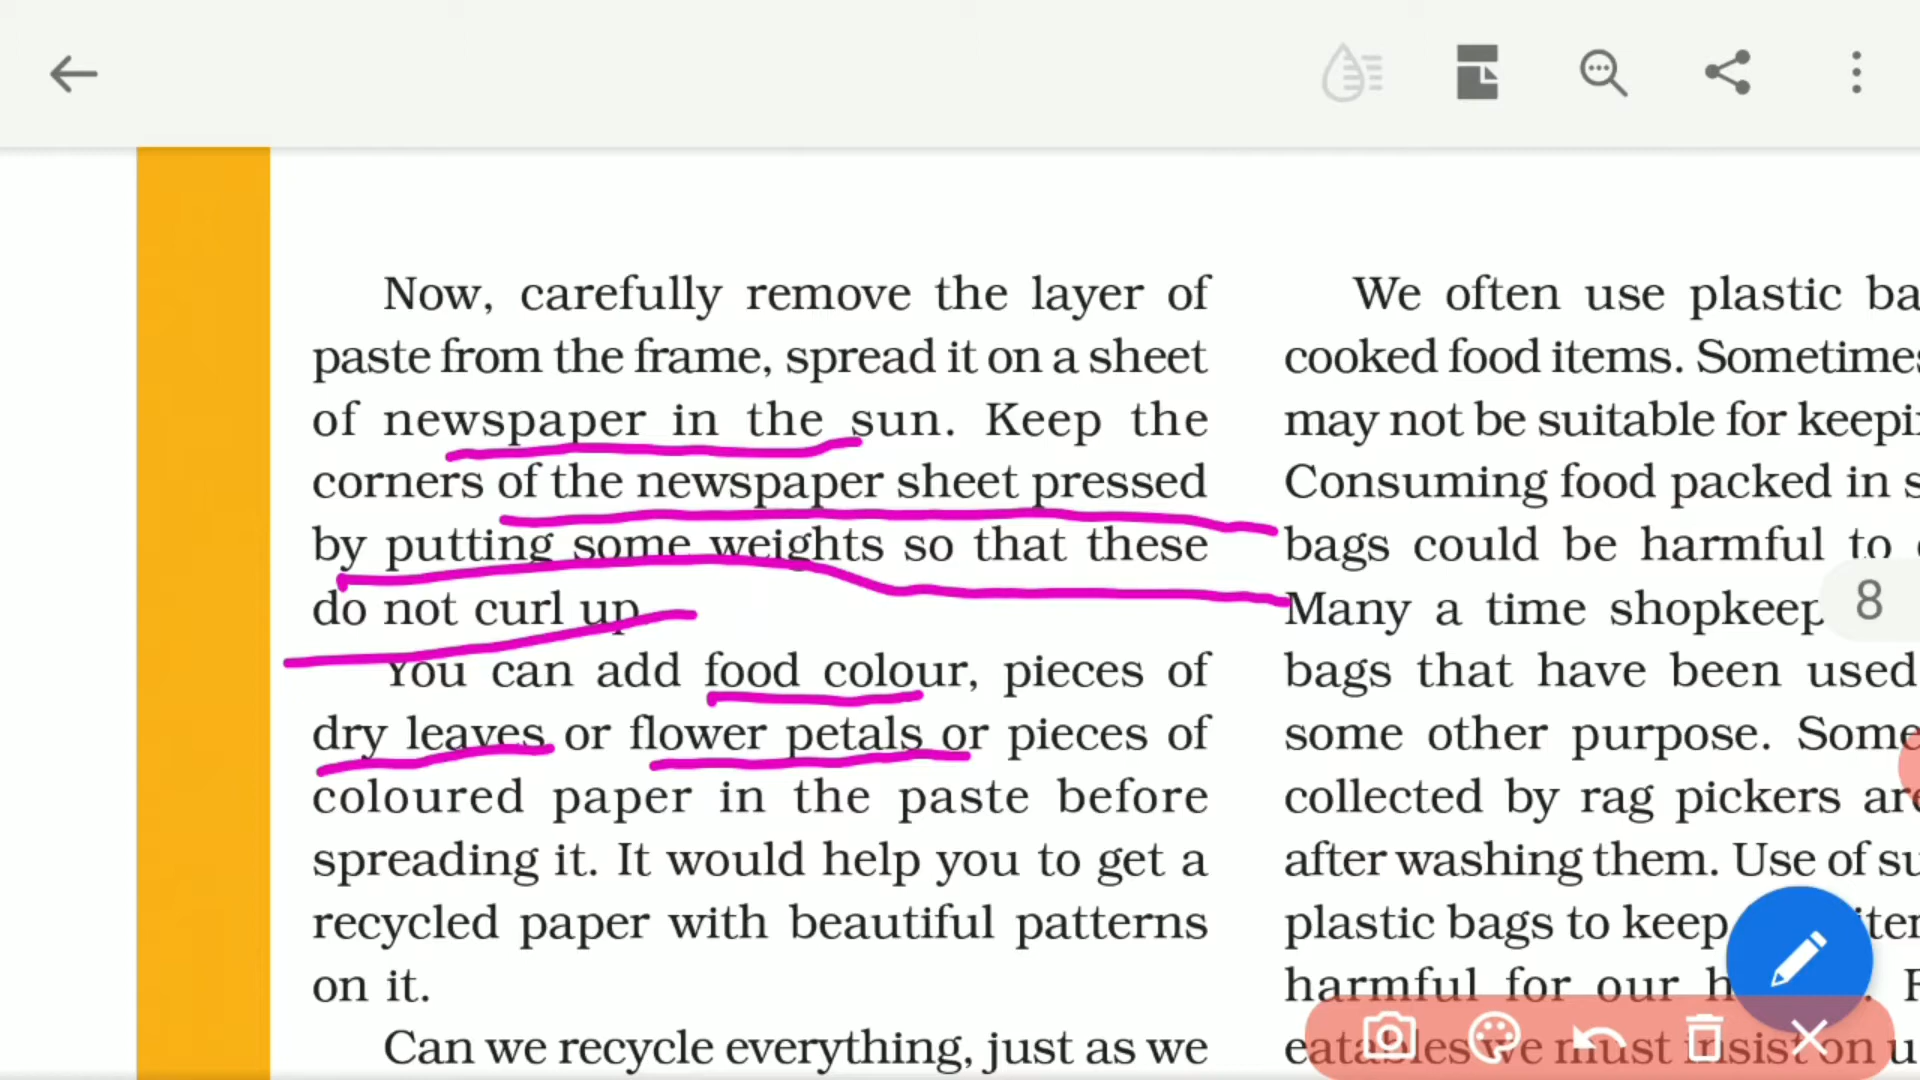 Now, carefully remove the layer of
paste from the frame, spread it on a sheet
of newspaper in the sun. Keep the
corners of the newspaper sheet pressed
by putting some weights so that these
do not curl up.
You can add food colour, pieces of
dry leaves or flower petals or pieces of
coloured paper in the paste before
spreading it. It would help you to get a
recycled paper with beautiful patterns
on it.
Can we recycle everything, just as we
We often use plastic ba
cooked food items. Sometimes
may not be suitable for keepi
Consuming food packed in s
bags could be harmful to
Many a time shopkeep
bags that have been used
some other purpose. Some
collected by rag pickers are
after washing them. Use of su
plastic bags to keep
harmful for our h
eatables we must insist on u
8